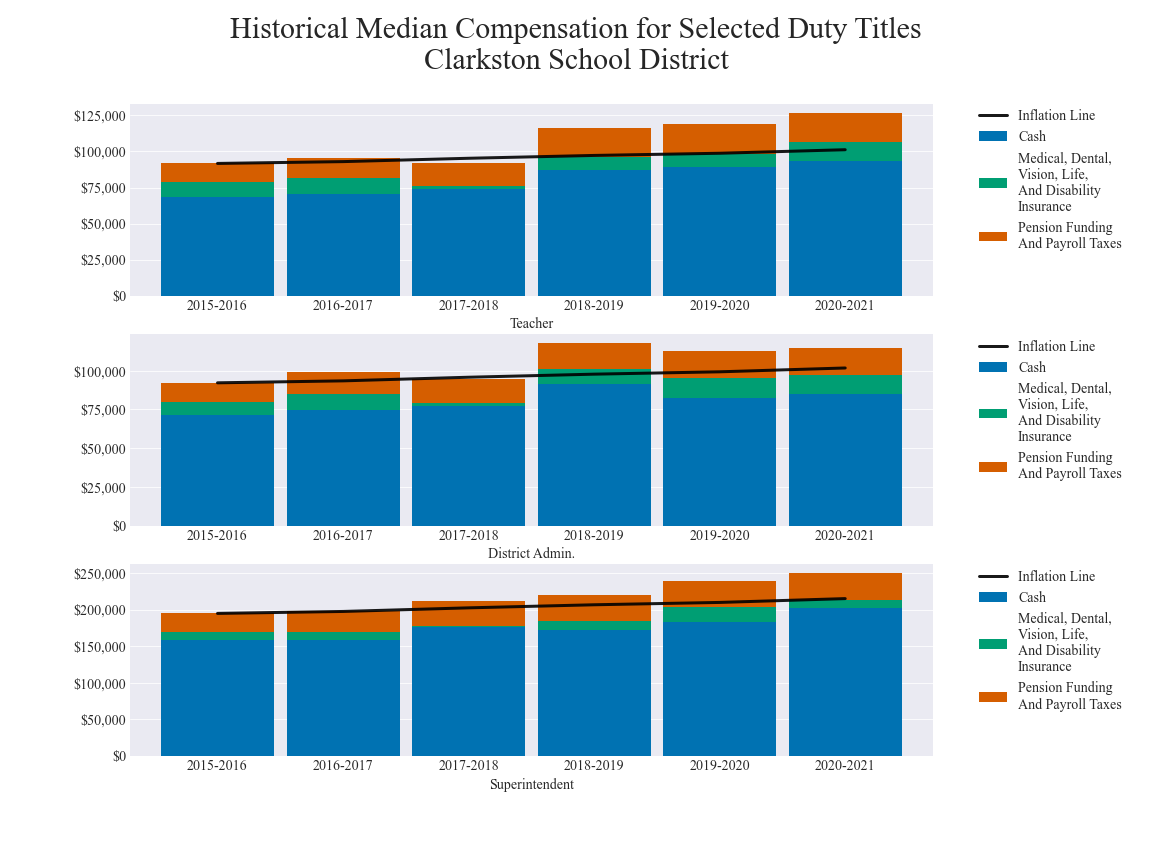 Historical Median Compensation for Selected Duty Titles
Clarkston School District
$125,000
$100,000
$75,000
$50,000
$25,000
$0
2015-2016 2016-2017 2017-2018 2018-2019 2019-2020 2020-2021
Teacher
Inflation Line
Cash
Medical, Dental,
Vision, Life,
And Disability
Insurance
Pension Funding
And Payroll Taxes
$100,000
$75,000
$50,000
$25,000
$0
2015-2016 2016-2017 2017-2018 2018-2019 2019-2020 2020-2021
District Admin.
Inflation Line
Cash
Medical, Dental,
Vision, Life,
And Disability
Insurance
Pension Funding
And Payroll Taxes
$250,000
$200,000
$150,000
$100,000
$50,000
$0
2015-2016 2016-2017 2017-2018 2018-2019 2019-2020 2020-2021
Superintendent
Inflation Line
Cash
Medical, Dental,
Vision, Life,
And Disability
Insurance
Pension Funding
And Payroll Taxes